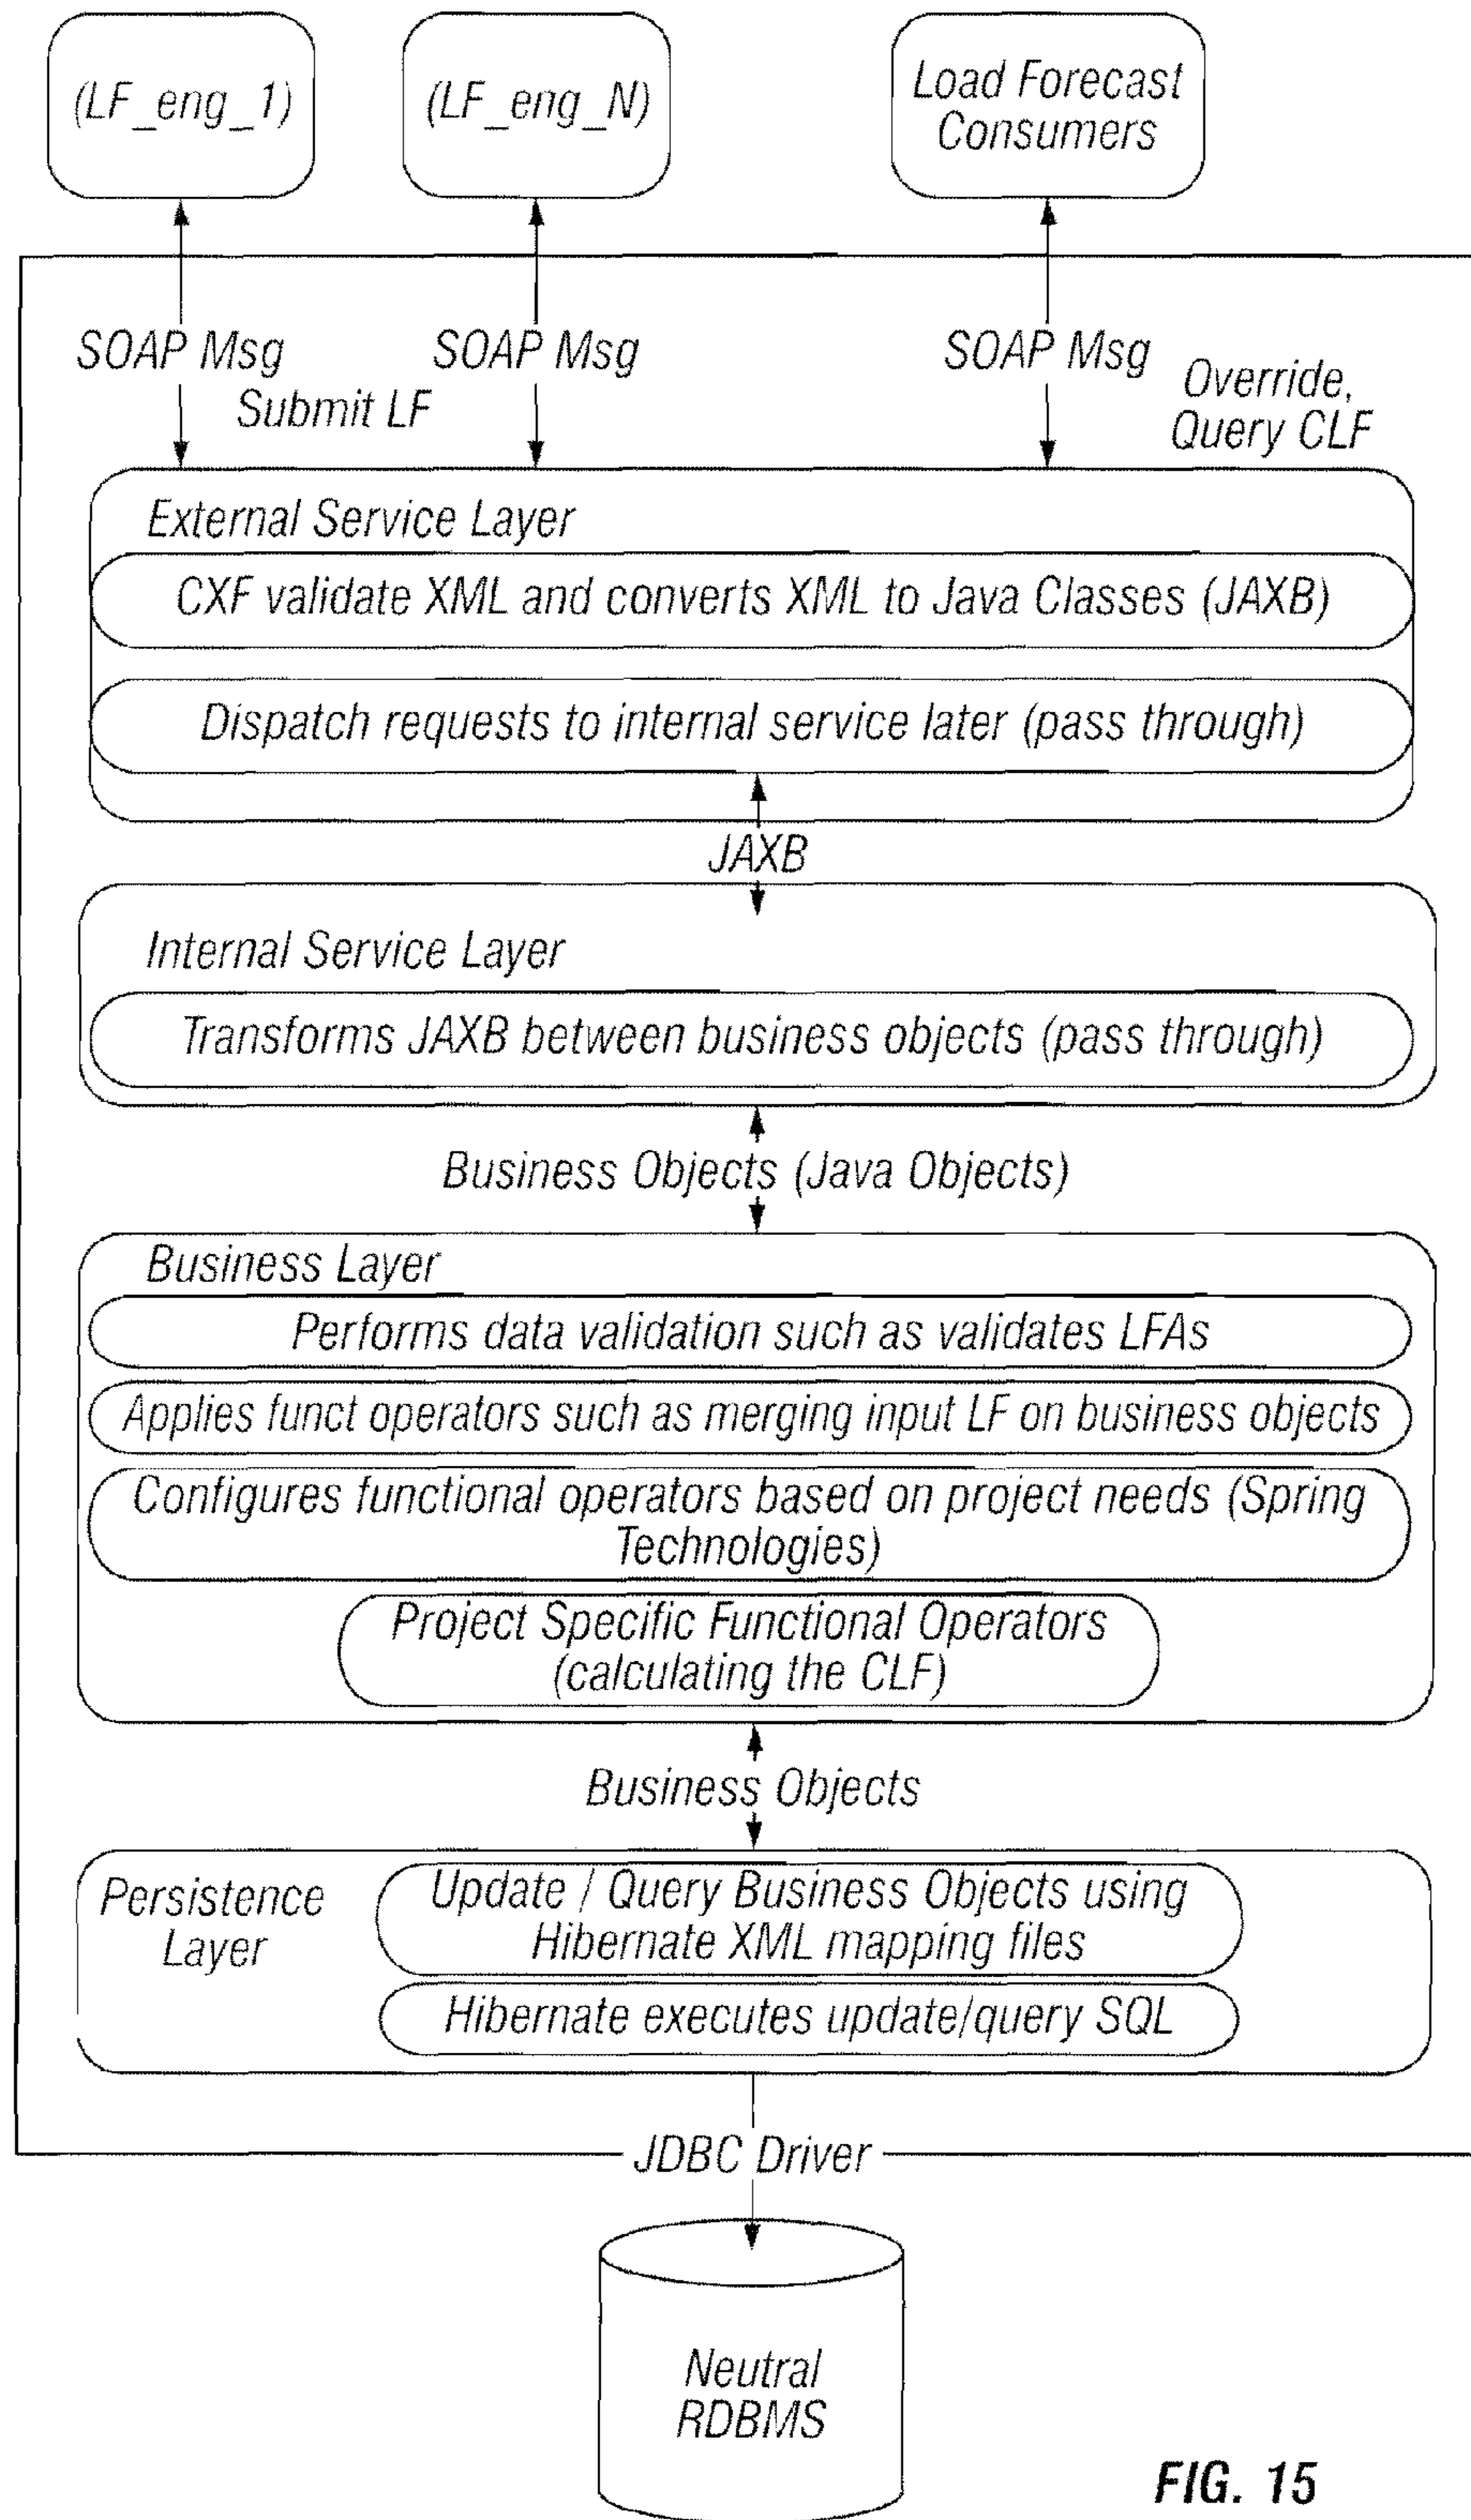 (LF_eng_1)
(LF_eng_N)
Load Forecast
Consumers
SOAP Msg
SOAP Msg
SOAP Msg
Submit LF
Override,
Query CLF
External Service Layer
CXF validate XML and converts XML to Java Classes (JAXB)
Dispatch requests to internal service later (pass through)
JAXB
Internal Service Layer
Transforms JAXB between business objects (pass through)
Business Objects (Java Objects)
Business Layer
Performs data validation such as validates LFAs
Applies funct operators such as merging input LF on business objects
Configures functional operators based on project needs (Spring
Technologies)
Project Specific Functional Operators
(calculating the CLF)
Business Objects
Persistence
Layer
Update / Query Business Objects using
Hibernate XML mapping files
Hibernate executes update/query SQL
JDBC Driver
Neutral
RDBMS
FIG. 15